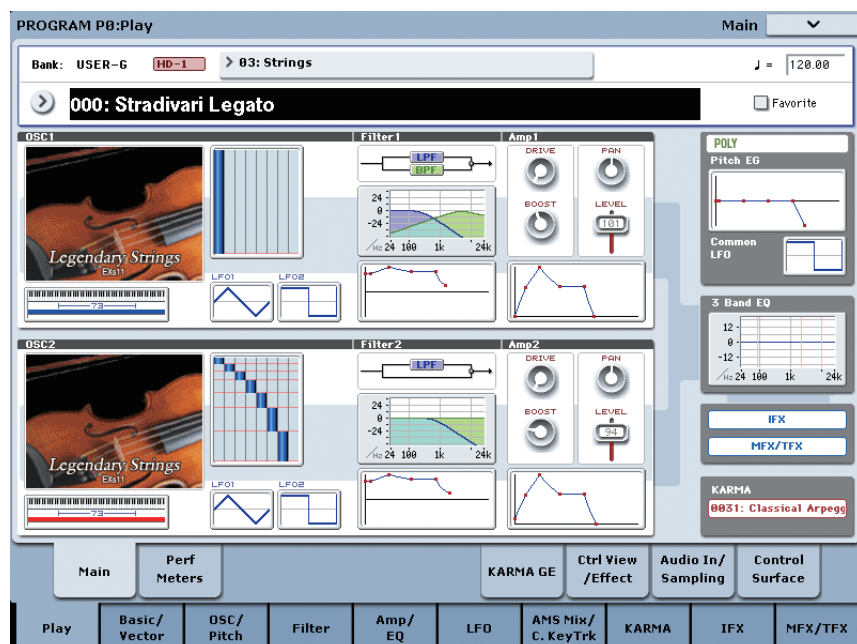 PROGRAM P0:Play
Main
Bank: USER-G HD-1 03: Strings ♩ = 120.00
000: Stradivari Legato
Favorite
OSC1
Filter1
Amp1
Legendary Strings
EXs11
73
LFO1
LFO2
LPF
BPF
24
0
-24
Hz 24 100 1k 24k
DRIVE
PAN
BOOST
LEVEL
101
POLY
Pitch EG
Common
LFO
OSC2
Filter2
Amp2
Legendary Strings
EXs11
73
LFO1
LFO2
LPF
24
0
-24
Hz 24 100 1k 24k
DRIVE
PAN
BOOST
LEVEL
94
3 Band EQ
12
0
-12
Hz 24 100 1k 24k
IFX
MFX/TFX
KARMA
0031: Classical Arpegg
Main
Perf
Meters
KARMA GE
Ctrl View
/Effect
Audio In/
Sampling
Control
Surface
Play
Basic/
Vector
OSC/
Pitch
Filter
Amp/
EQ
LFO
AMS Mix/
C. KeyTrk
KARMA
IFX
MFX/TFX